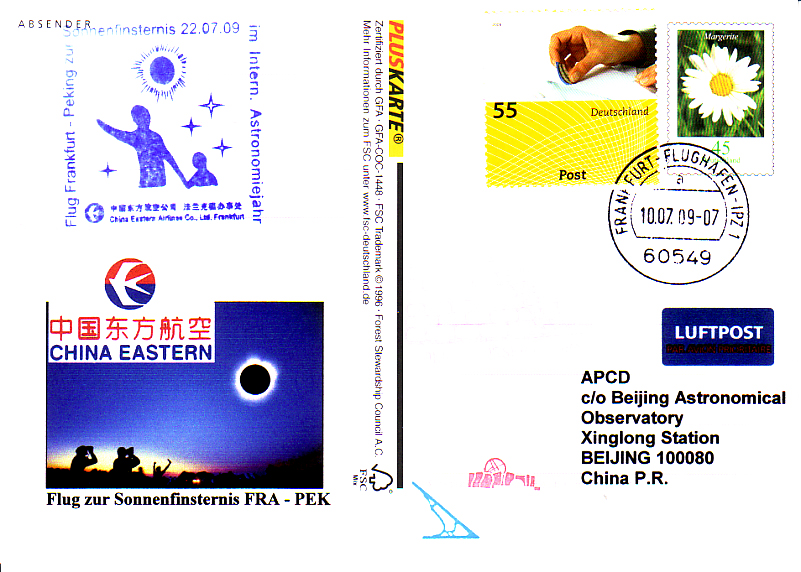 ABSENDER
Flug Frankfurt - Peking zur Sonnenfinsternis 22.07.09
im Intern. Astronomiejahr
中国东方航空公司 法兰克福办事处
China Eastern Airlines Co., Ltd. Frankfurt
中国东方航空
CHINA EASTERN
Flug zur Sonnenfinsternis FRA - PEK
PLUSKARTE®
Zertifiziert durch GFA · GFA-COC-1448 · FSC Trademark © 1996 · Forest Stewardship Council A.C.
Mehr Informationen zum FSC unter www.fsc-deutschland.de
FSC
Mix
55
Deutschland
Post
Margerite
45
FRANKFURT-FLUGHAFEN-IPZ 1
a
10.07.09-07
60549
LUFTPOST
APCD
c/o Beijing Astronomical
Observatory
Xinglong Station
BEIJING 100080
China P.R.